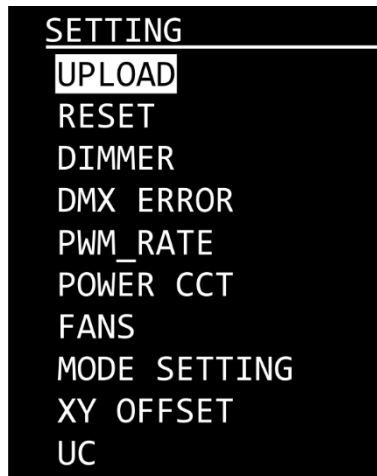 SETTING
UPLOAD
RESET
DIMMER
DMX ERROR
PWM_RATE
POWER CCT
FANS
MODE SETTING
XY OFFSET
UC